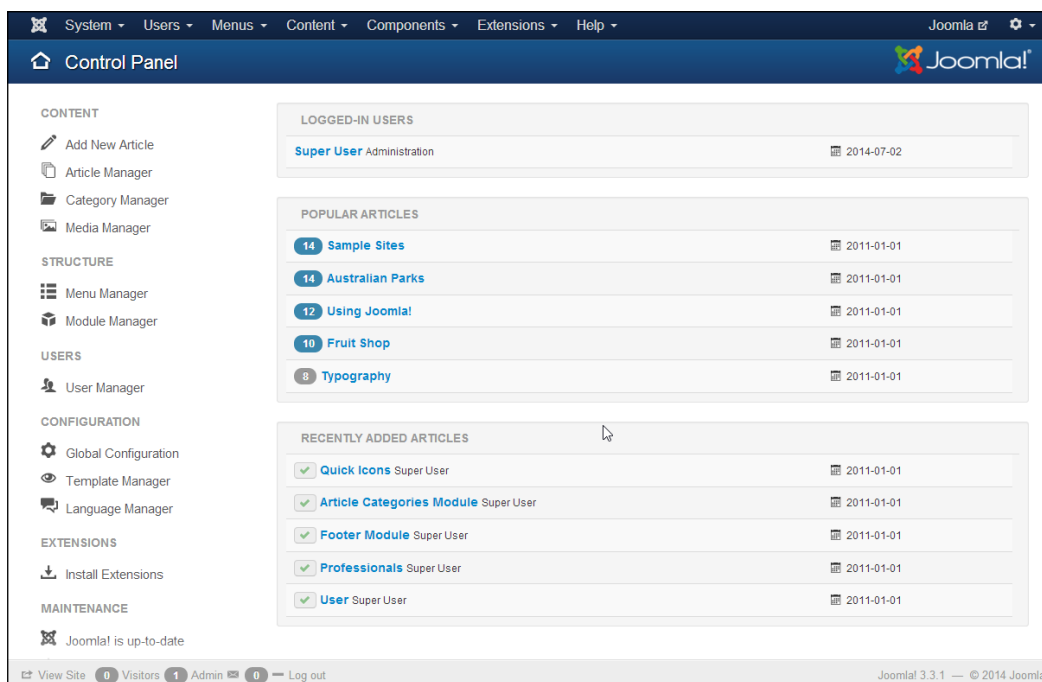 System Users Menus Content Components Extensions Help Joomla
Control Panel Joomla!
CONTENT
Add New Article
Article Manager
Category Manager
Media Manager
STRUCTURE
Menu Manager
Module Manager
USERS
User Manager
CONFIGURATION
Global Configuration
Template Manager
Language Manager
EXTENSIONS
Install Extensions
MAINTENANCE
Joomla! is up-to-date
LOGGED-IN USERS
Super User Administration 2014-07-02
POPULAR ARTICLES
14 Sample Sites 2011-01-01
14 Australian Parks 2011-01-01
12 Using Joomla! 2011-01-01
10 Fruit Shop 2011-01-01
8 Typography 2011-01-01
RECENTLY ADDED ARTICLES
Quick Icons Super User 2011-01-01
Article Categories Module Super User 2011-01-01
Footer Module Super User 2011-01-01
Professionals Super User 2011-01-01
User Super User 2011-01-01
View Site 0 Visitors 1 Admin 0 Log out Joomla! 3.3.1 — © 2014 Joomla